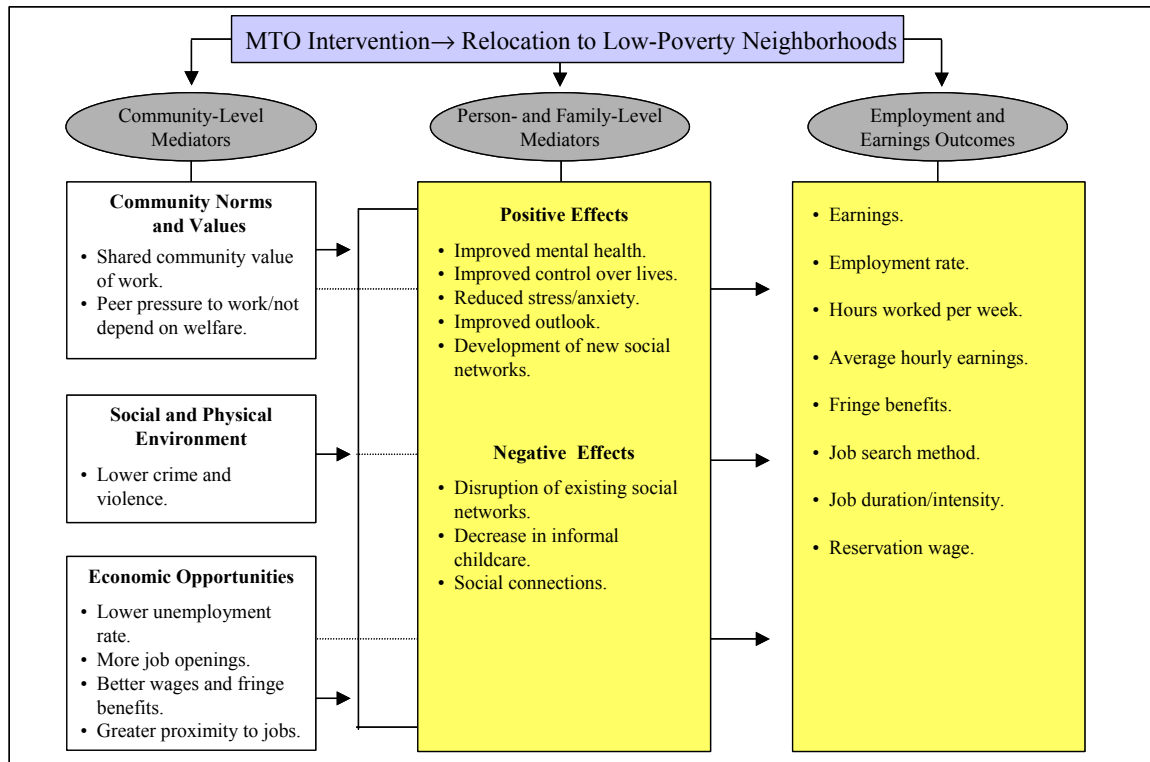 MTO Intervention→ Relocation to Low-Poverty Neighborhoods
Community-Level
Mediators
Person- and Family-Level
Mediators
Employment and
Earnings Outcomes
Community Norms
and Values
• Shared community value
of work.
• Peer pressure to work/not
depend on welfare.
Social and Physical
Environment
• Lower crime and
violence.
Economic Opportunities
• Lower unemployment
rate.
• More job openings.
• Better wages and fringe
benefits.
• Greater proximity to jobs.
Positive Effects
• Improved mental health.
• Improved control over lives.
• Reduced stress/anxiety.
• Improved outlook.
• Development of new social
networks.
Negative Effects
• Disruption of existing social
networks.
• Decrease in informal
childcare.
• Social connections.
• Earnings.
• Employment rate.
• Hours worked per week.
• Average hourly earnings.
• Fringe benefits.
• Job search method.
• Job duration/intensity.
• Reservation wage.